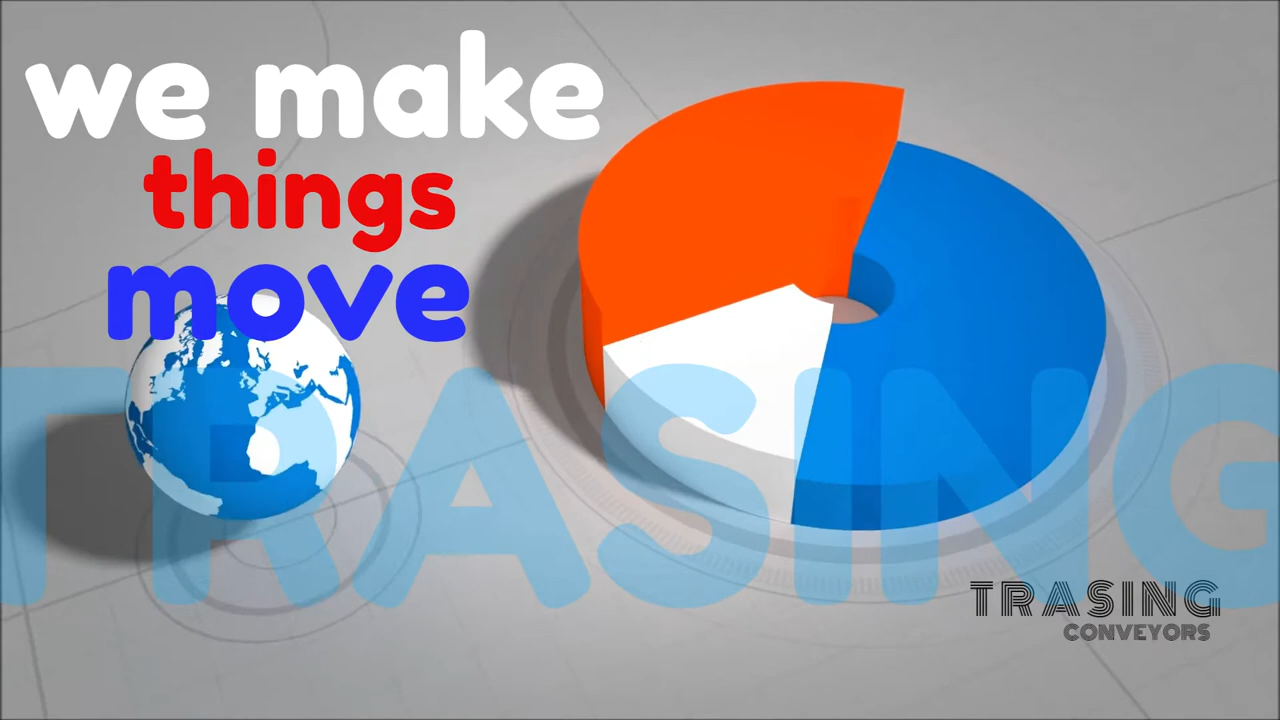 we make
things
move
TRASING
TRASING
CONVEYORS